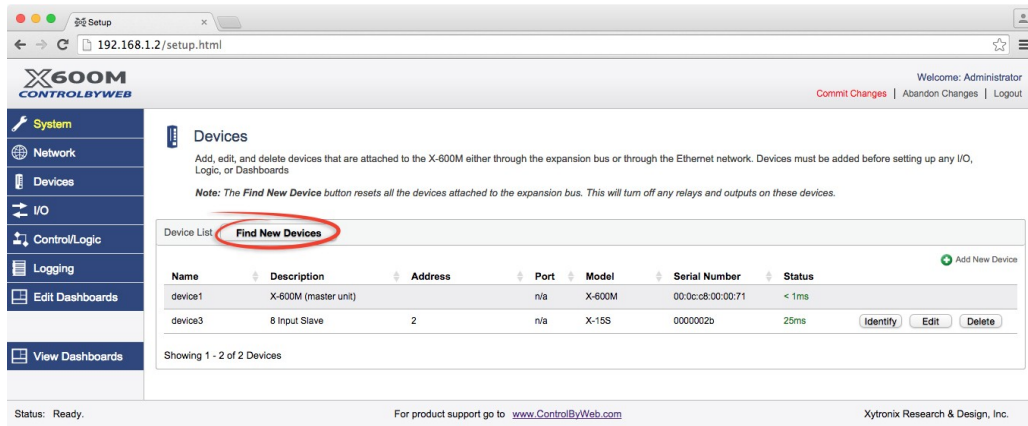 Setup
192.168.1.2/setup.html
X600M
CONTROLBYWEB
Welcome: Administrator
Commit Changes | Abandon Changes | Logout
System
Network
Devices
I/O
Control/Logic
Logging
Edit Dashboards
View Dashboards
Devices
Add, edit, and delete devices that are attached to the X-600M either through the expansion bus or through the Ethernet network. Devices must be added before setting up any I/O,
Logic, or Dashboards
Note: The Find New Device button resets all the devices attached to the expansion bus. This will turn off any relays and outputs on these devices.
Device List Find New Devices
Add New Device
Name Description Address Port Model Serial Number Status
device1 X-600M (master unit) n/a X-600M 00:0c:c8:00:00:71 < 1ms
device3 8 Input Slave 2 n/a X-15S 0000002b 25ms Identify Edit Delete
Showing 1 - 2 of 2 Devices
Status: Ready. For product support go to www.ControlByWeb.com Xytronix Research & Design, Inc.